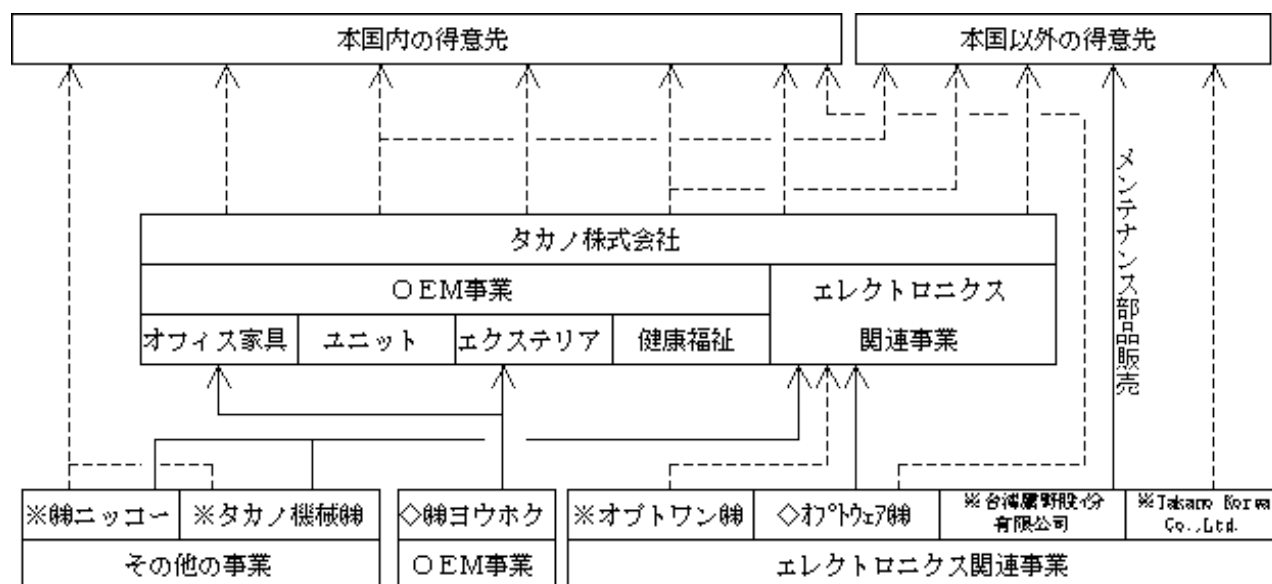 本国内の得意先
本国以外の得意先
メンテナンス部品販売
タカノ株式会社
OEM事業
エレクトロニクス
関連事業
オフィス家具
ユニット
エクステリア
健康福祉
※㈱ニッコー
※タカノ機械㈱
◇㈱ヨウホク
※オプトワン㈱
◇オプトウェア㈱
※台湾鷹野股份
有限公司
※Takano Korea
Co.,Ltd.
その他の事業
OEM事業
エレクトロニクス関連事業